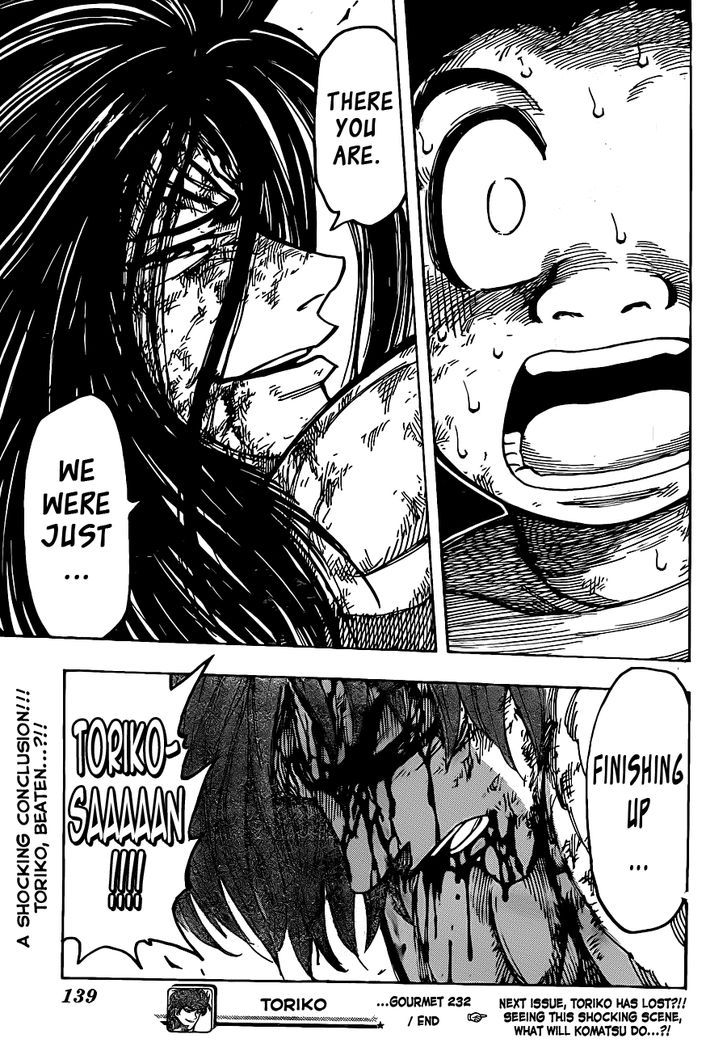 THERE
YOU
ARE.
WE
WERE
JUST
...
FINISHING
UP
...
TORIKO-
SAAAAAN
!!!!
A SHOCKING CONCLUSION!!!
TORIKO, BEATEN...?!!
139
TORIKO
...GOURMET 232
/ END
NEXT ISSUE, TORIKO HAS LOST?!!
SEEING THIS SHOCKING SCENE,
WHAT WILL KOMATSU DO...?!